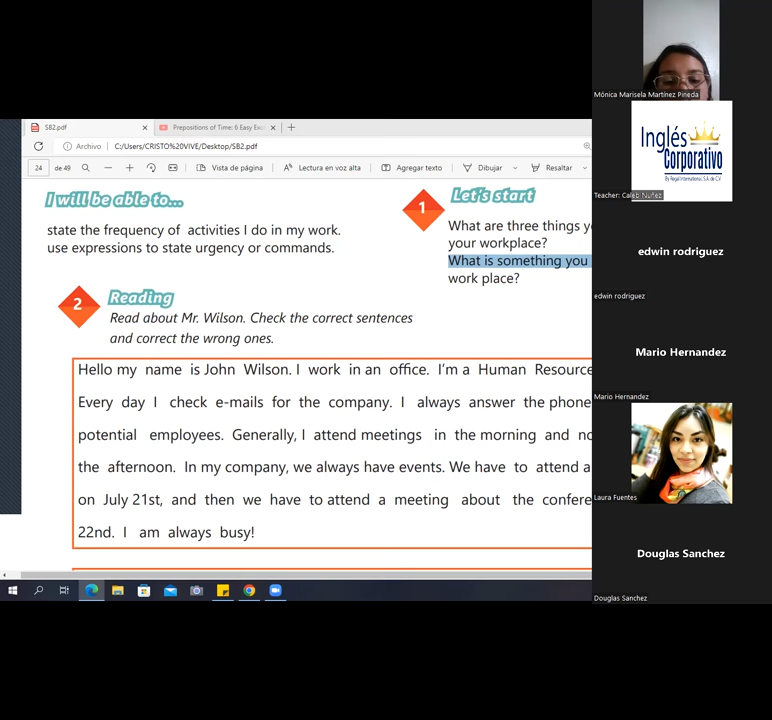 SB2.pdf
Prepositions of Time: 6 Easy Exe
Archivo
C:/Users/CRISTO%20VIVE/Desktop/SB2.pdf
24 de 49
Vista de página
Lectura en voz alta
Agregar texto
Dibujar
Resaltar
I will be able to...
state the frequency of activities I do in my work.
use expressions to state urgency or commands.
1 Let's start
What are three things y
your workplace?
What is something you
work place?
2 Reading
Read about Mr. Wilson. Check the correct sentences
and correct the wrong ones.
Hello my name is John Wilson. I work in an office. I'm a Human Resource
Every day I check e-mails for the company. I always answer the phone
potential employees. Generally, I attend meetings in the morning and no
the afternoon. In my company, we always have events. We have to attend a
on July 21st, and then we have to attend a meeting about the confere
22nd. I am always busy!
Mónica Marisela Martínez Pineda
Inglés
Corporativo
By Regal International, S.A. de C.V.
Teacher: Caleb Nuñez
edwin rodriguez
edwin rodriguez
Mario Hernandez
Mario Hernandez
Laura Fuentes
Douglas Sanchez
Douglas Sanchez